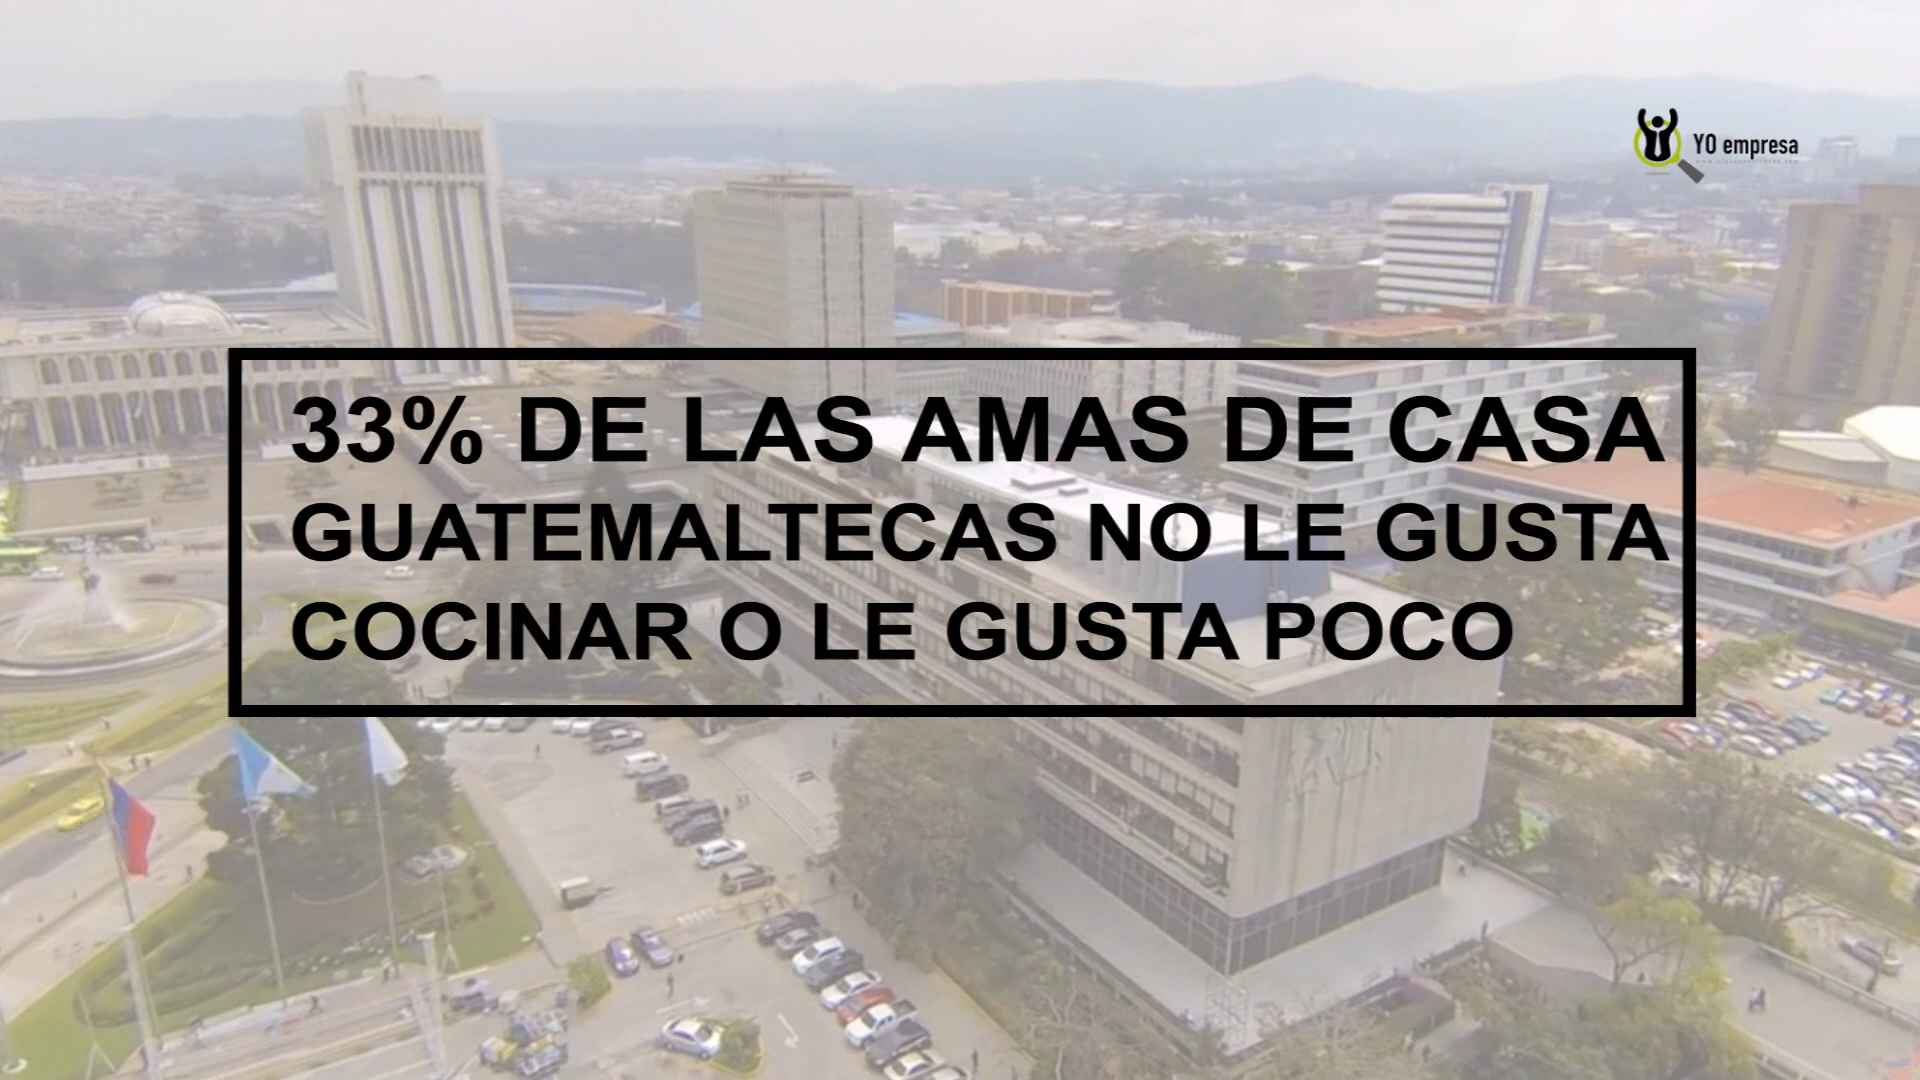 YO empresa
33% DE LAS AMAS DE CASA
GUATEMALTECAS NO LE GUSTA
COCINAR O LE GUSTA POCO